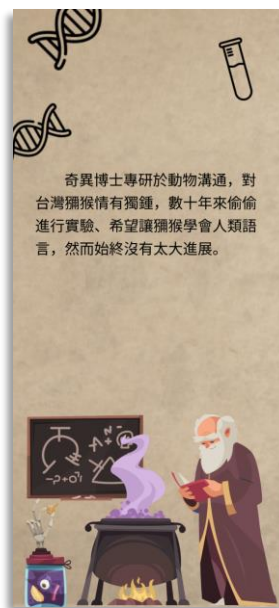 奇異博士專研於動物溝通，對
台灣獼猴情有獨鍾，數十年來偷偷
進行實驗、希望讓獼猴學會人類語
言，然而始終沒有太大進展。